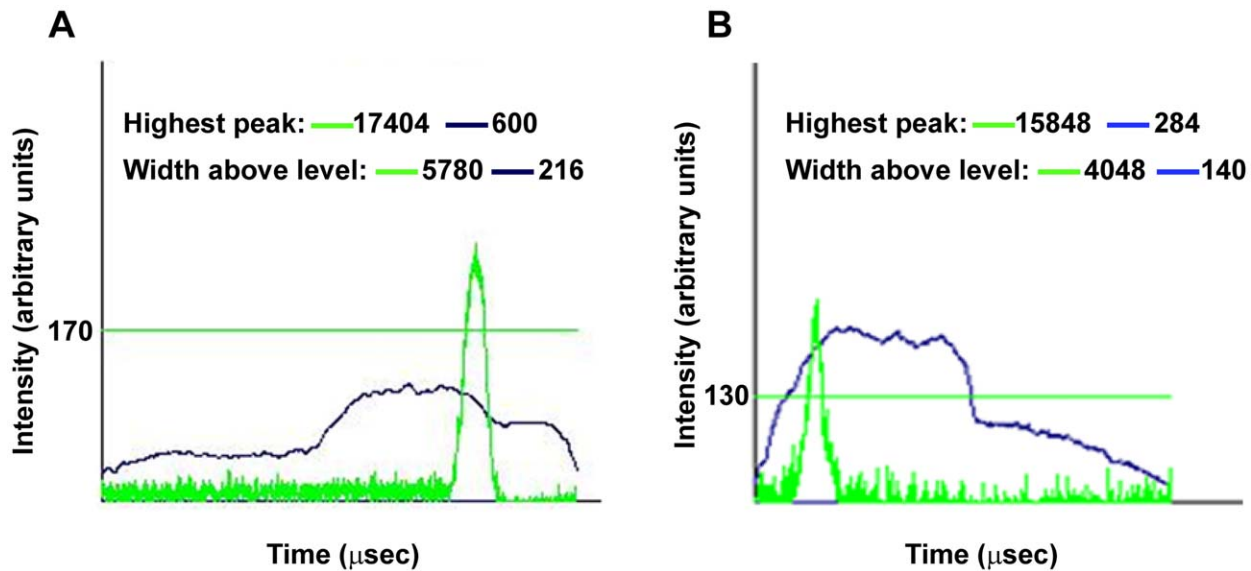 A
Intensity (arbitrary units)
Highest peak: 17404 600
Width above level: 5780 216
170
Time (μsec)
B
Intensity (arbitrary units)
Highest peak: 15848 284
Width above level: 4048 140
130
Time (μsec)